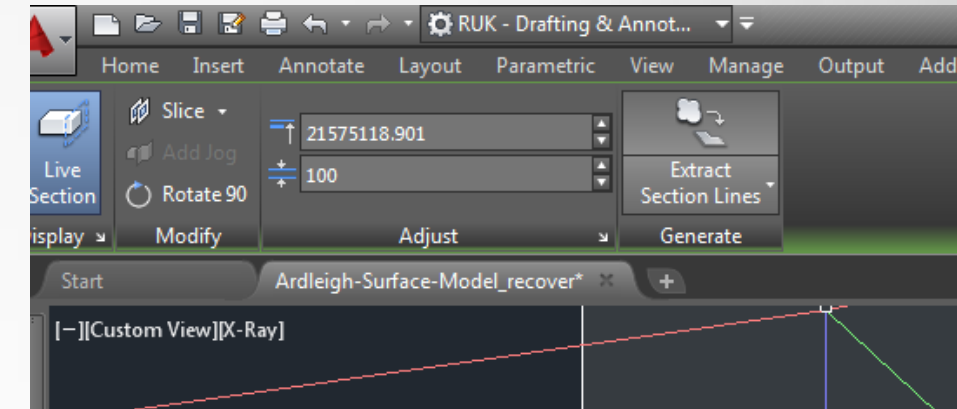 RUK - Drafting & Annot...
Home Insert Annotate Layout Parametric View Manage Output Add
Live Section
Slice
Add Jog
Rotate 90
21575118.901
100
Extract
Section Lines
isplay Modify Adjust Generate
Start Ardleigh-Surface-Model_recover*
[−][Custom View][X-Ray]